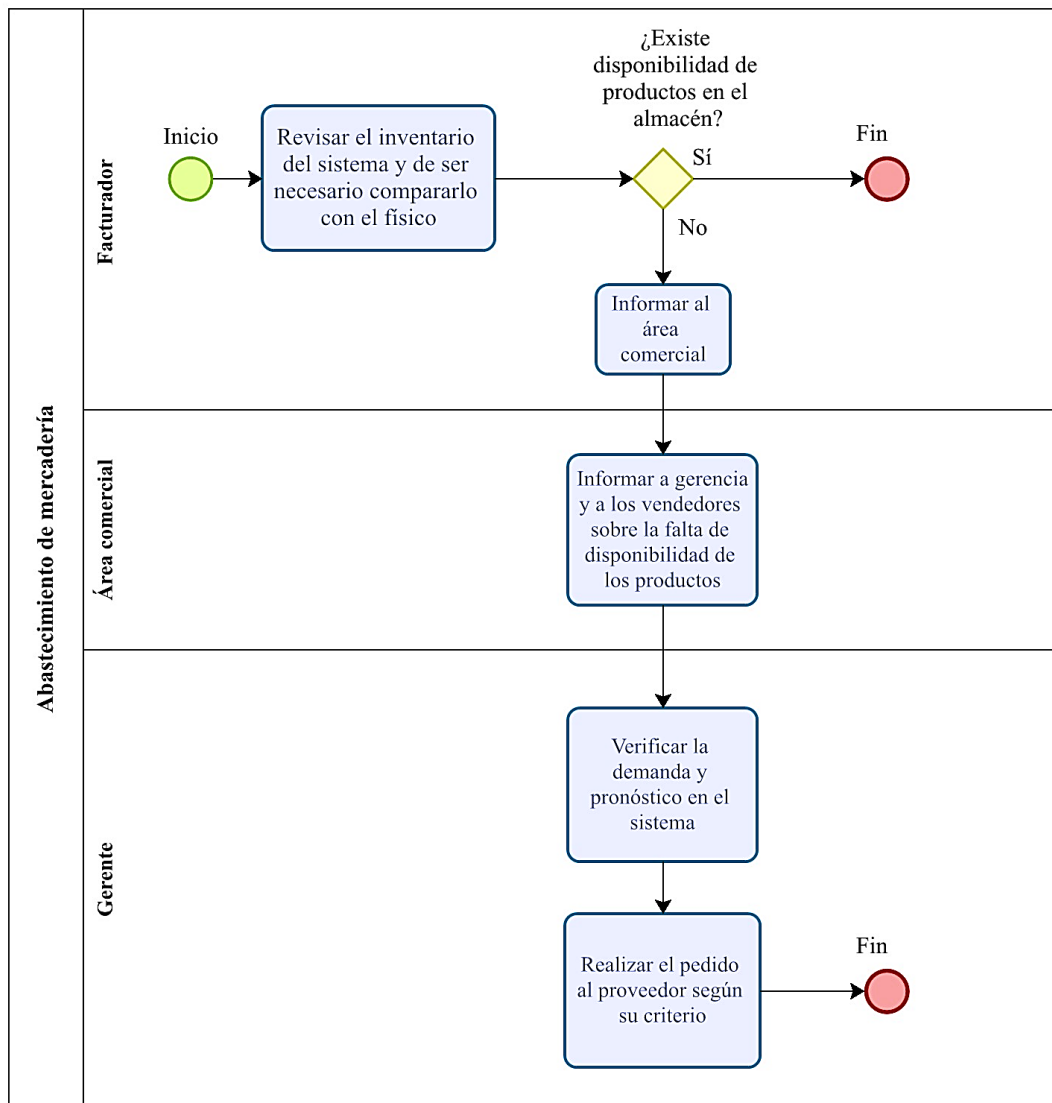 ¿Existe
disponibilidad de
productos en el
almacén?
Inicio
Revisar el inventario
del sistema y de ser
necesario compararlo
con el físico
Sí
Fin
No
Informar al
área
comercial
Facturador
Abastecimiento de mercadería
Área comercial
Informar a gerencia
y a los vendedores
sobre la falta de
disponibilidad de
los productos
Gerente
Verificar la
demanda y
pronóstico en el
sistema
Realizar el pedido
al proveedor según
su criterio
Fin